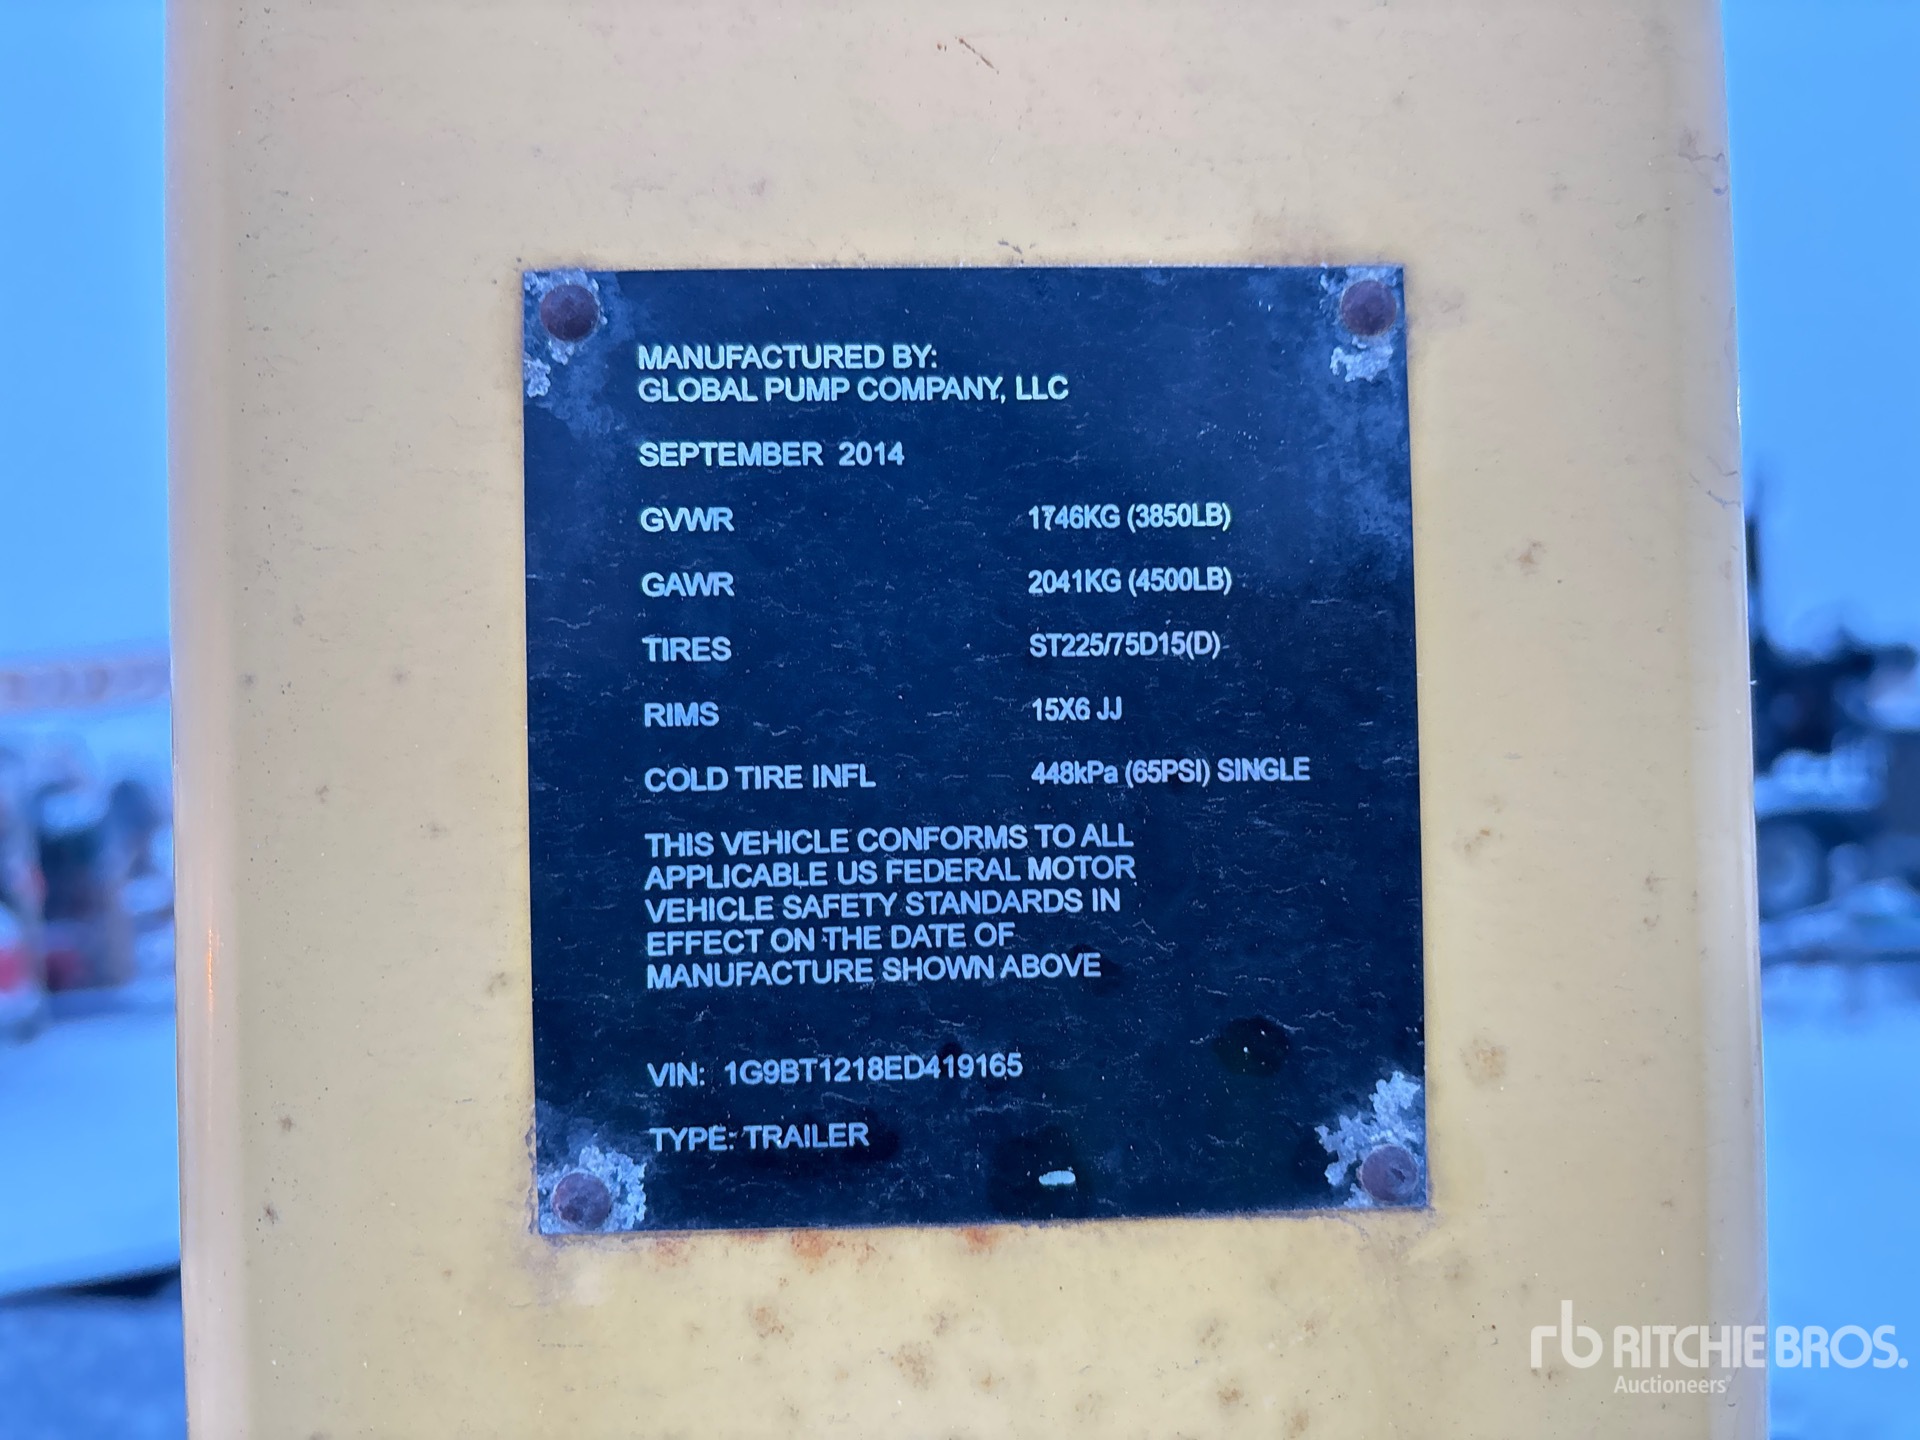 MANUFACTURED BY:
GLOBAL PUMP COMPANY, LLC
SEPTEMBER 2014
GVWR 1746KG (3850LB)
GAWR 2041KG (4500LB)
TIRES ST225/75D15(D)
RIMS 15X6 JJ
COLD TIRE INFL 448kPa (65PSI) SINGLE
THIS VEHICLE CONFORMS TO ALL
APPLICABLE US FEDERAL MOTOR
VEHICLE SAFETY STANDARDS IN
EFFECT ON THE DATE OF
MANUFACTURE SHOWN ABOVE
VIN: 1G9BT1218ED419165
TYPE: TRAILER
rb RITCHIE BROS.
Auctioneers